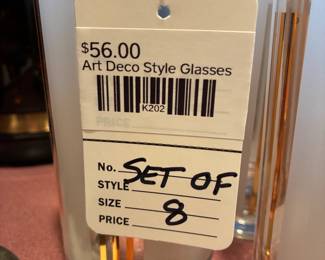 $56.00
Art Deco Style Glasses
K202
PRICE
No.
STYLE SET OF
SIZE 8
PRICE